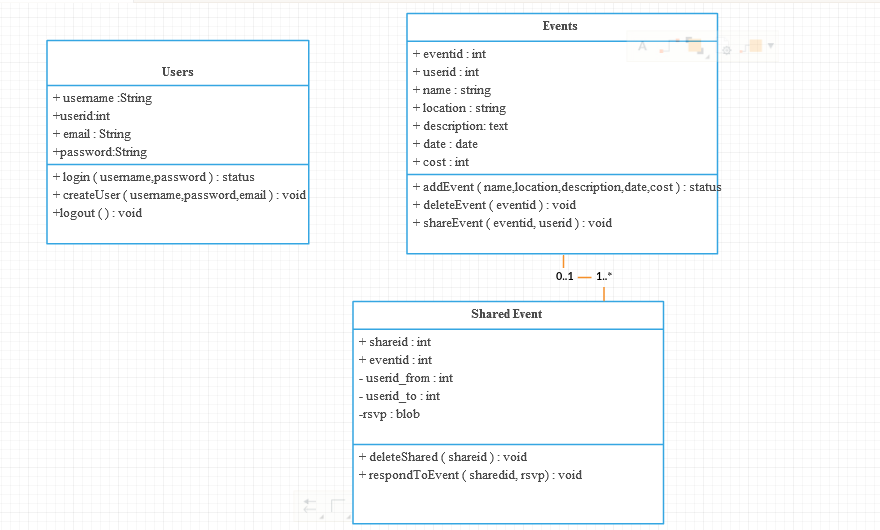 Users
+ username :String
+userid:int
+ email : String
+password:String
+ login ( username,password ) : status
+ createUser ( username,password,email ) : void
+logout ( ) : void
Events
+ eventid : int
+ userid : int
+ name : string
+ location : string
+ description: text
+ date : date
+ cost : int
+ addEvent ( name,location,description,date,cost ) : status
+ deleteEvent ( eventid ) : void
+ shareEvent ( eventid, userid ) : void
A
0..1
1..*
Shared Event
+ shareid : int
+ eventid : int
- userid_from : int
- userid_to : int
-rsvp : blob
+ deleteShared ( shareid ) : void
+ respondToEvent ( sharedid, rsvp) : void